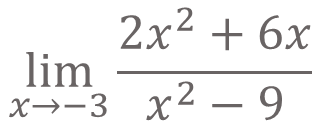 lim x→−3 (2x² + 6x)/(x² − 9)